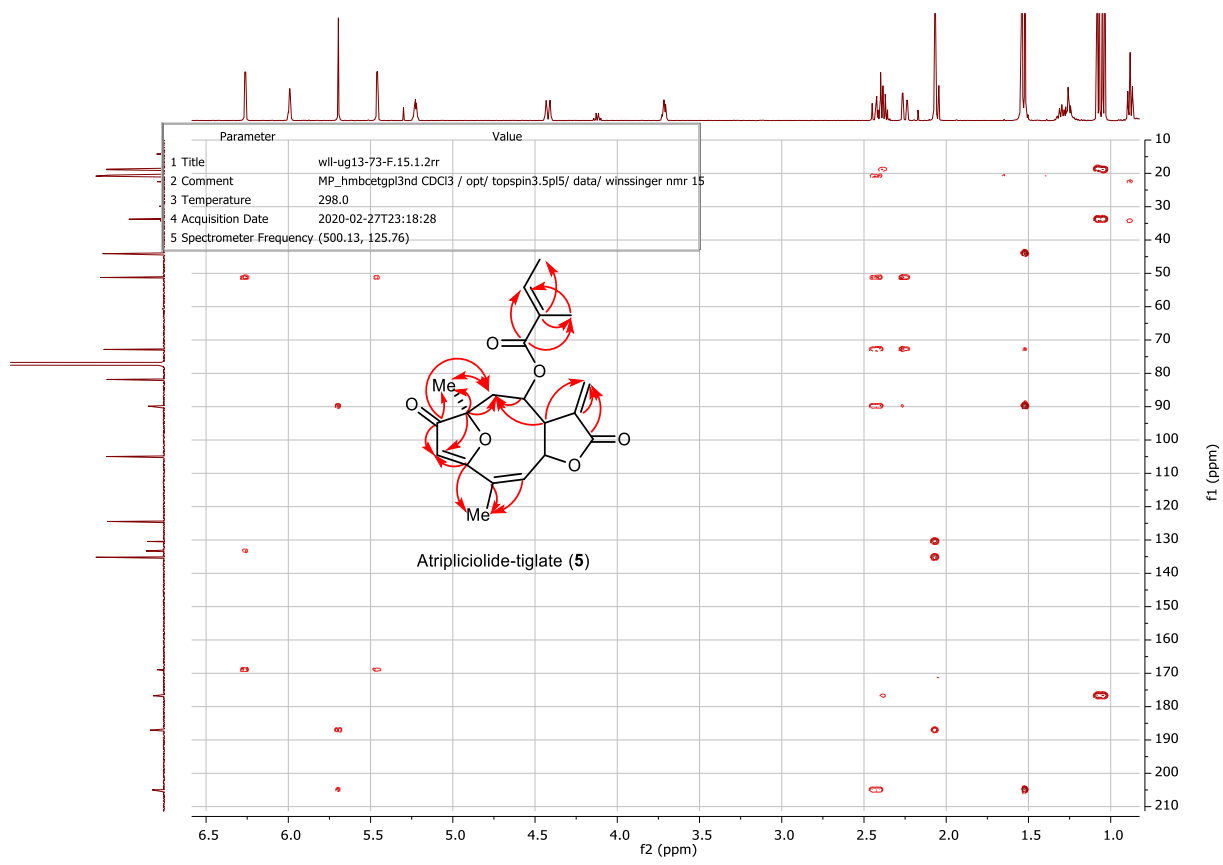 Parameter Value
1 Title wll-ug13-73-F.15.1.2rr
2 Comment MP_hmbcetgpl3nd CDCl3 / opt/ topspin3.5pl5/ data/ winssinger nmr 15
3 Temperature 298.0
4 Acquisition Date 2020-02-27T23:18:28
5 Spectrometer Frequency (500.13, 125.76)
O
O
Me
O
O
O
O
Me
Atripliciolide-tiglate (5)
10
20
30
40
50
60
70
80
90
100
110
120
130
140
150
160
170
180
190
200
210
f1 (ppm)
6.5 6.0 5.5 5.0 4.5 4.0 3.5 3.0 2.5 2.0 1.5 1.0
f2 (ppm)